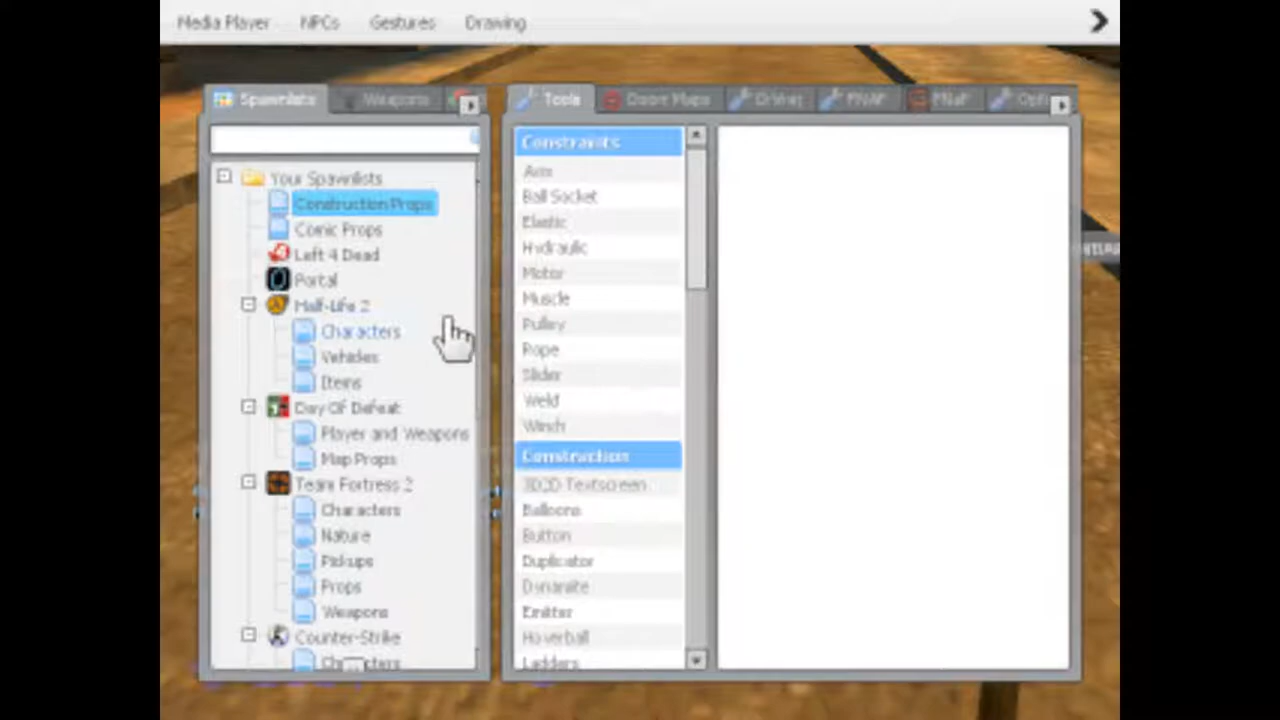 Media Player NPCs Gestures Drawing
Spawnlists Weapons
Tools Doom Maps
Your Spawnlists
Construction Props
Comic Props
Left 4 Dead
Portal
Half-Life 2
Characters
Vehicles
Items
Day Of Defeat
Player and Weapons
Map Props
Team Fortress 2
Characters
Nature
Pickups
Props
Weapons
Counter-Strike
Constraints
Axis
Ball Socket
Elastic
Hydraulic
Motor
Muscle
Pulley
Rope
Slider
Weld
Winch
Construction
3D2D Textscreen
Balloons
Button
Duplicator
Dynamite
Emitter
Hoverball
Ladders